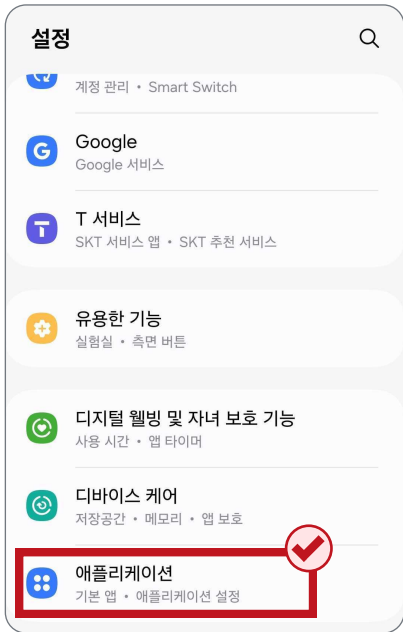 설정
계정 관리 • Smart Switch
Google
Google 서비스
T 서비스
SKT 서비스 앱 • SKT 추천 서비스
유용한 기능
실험실 • 측면 버튼
디지털 웰빙 및 자녀 보호 기능
사용 시간 • 앱 타이머
디바이스 케어
저장공간 • 메모리 • 앱 보호
애플리케이션
기본 앱 • 애플리케이션 설정